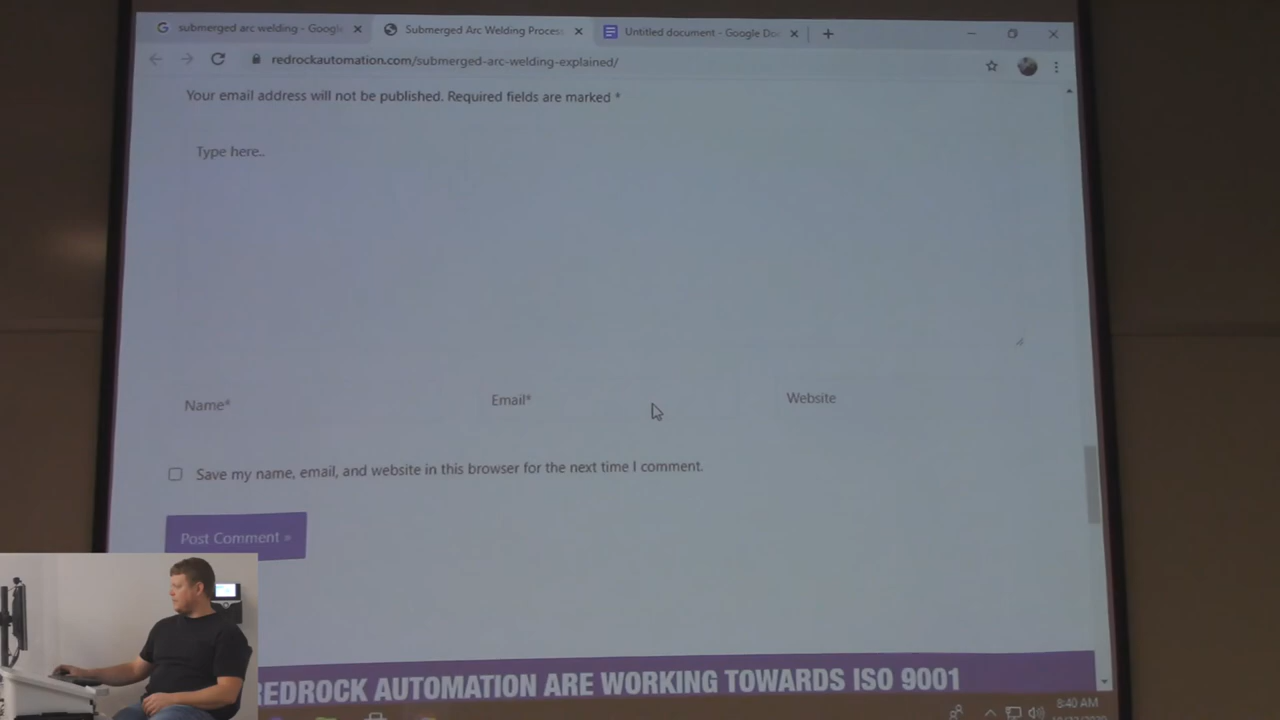 submerged arc welding - Google
Submerged Arc Welding Process
Untitled document - Google Doc
redrockautomation.com/submerged-arc-welding-explained/
Your email address will not be published. Required fields are marked *
Type here..
Name*
Email*
Website
Save my name, email, and website in this browser for the next time I comment.
Post Comment »
REDROCK AUTOMATION ARE WORKING TOWARDS ISO 9001
8:40 AM